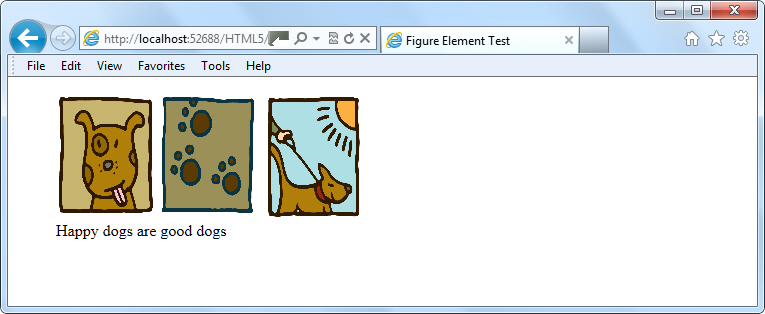 http://localhost:52688/HTML5/
Figure Element Test
File Edit View Favorites Tools Help
Happy dogs are good dogs